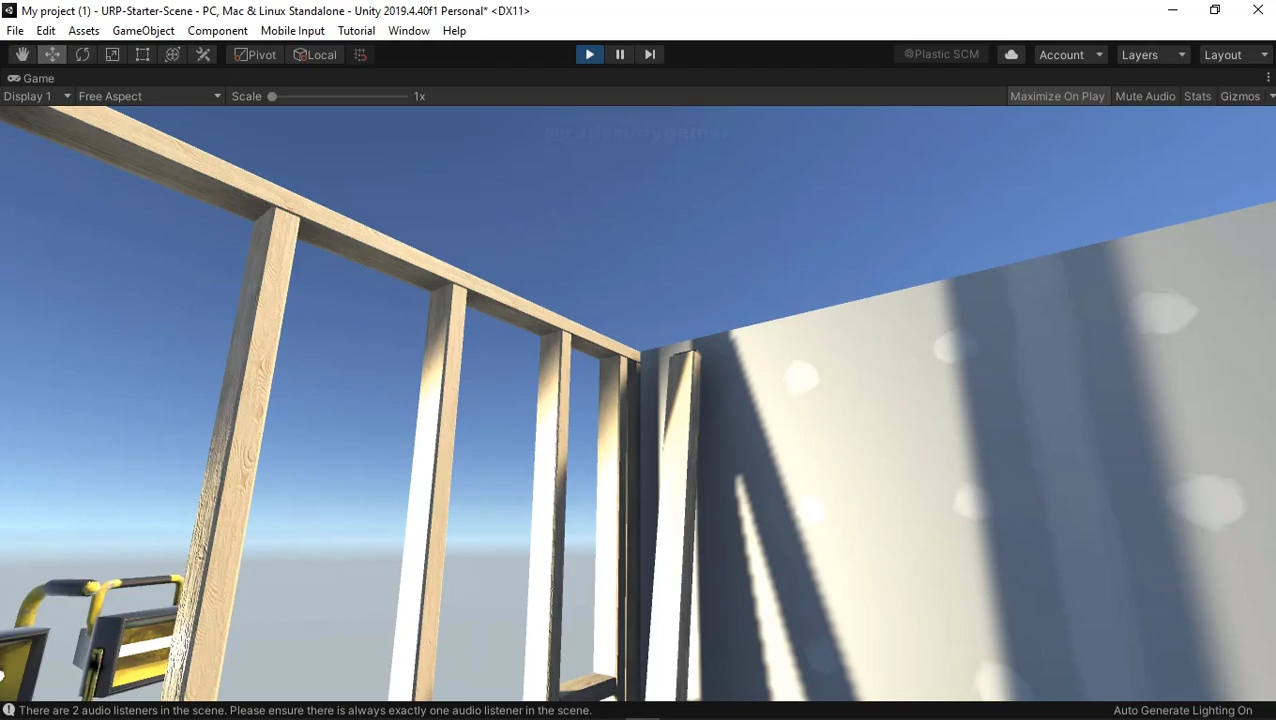 My project (1) - URP-Starter-Scene - PC, Mac & Linux Standalone - Unity 2019.4.40f1 Personal* <DX11>
File Edit Assets GameObject Component Mobile Input Tutorial Window Help
Pivot Local Plastic SCM Account Layers Layout
Game
Display 1 Free Aspect Scale 1x Maximize On Play Mute Audio Stats Gizmos
There are 2 audio listeners in the scene. Please ensure there is always exactly one audio listener in the scene. Auto Generate Lighting On